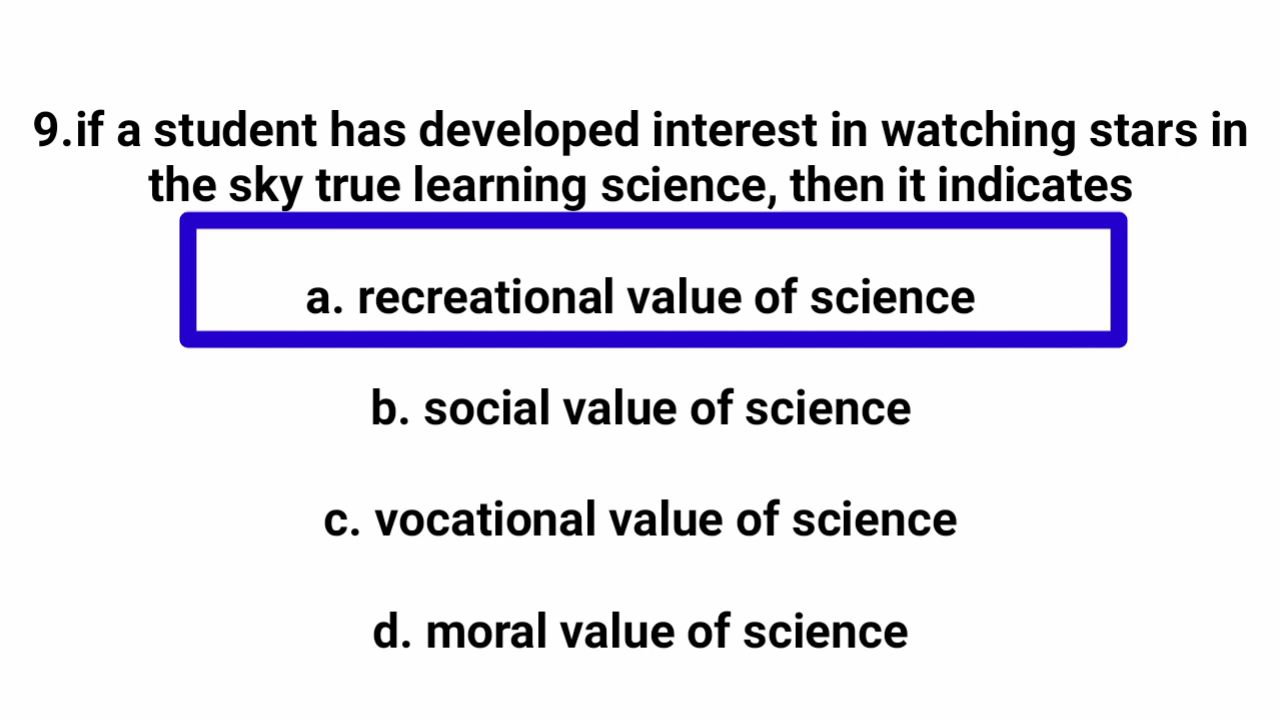 9.if a student has developed interest in watching stars in
the sky true learning science, then it indicates
a. recreational value of science
b. social value of science
c. vocational value of science
d. moral value of science